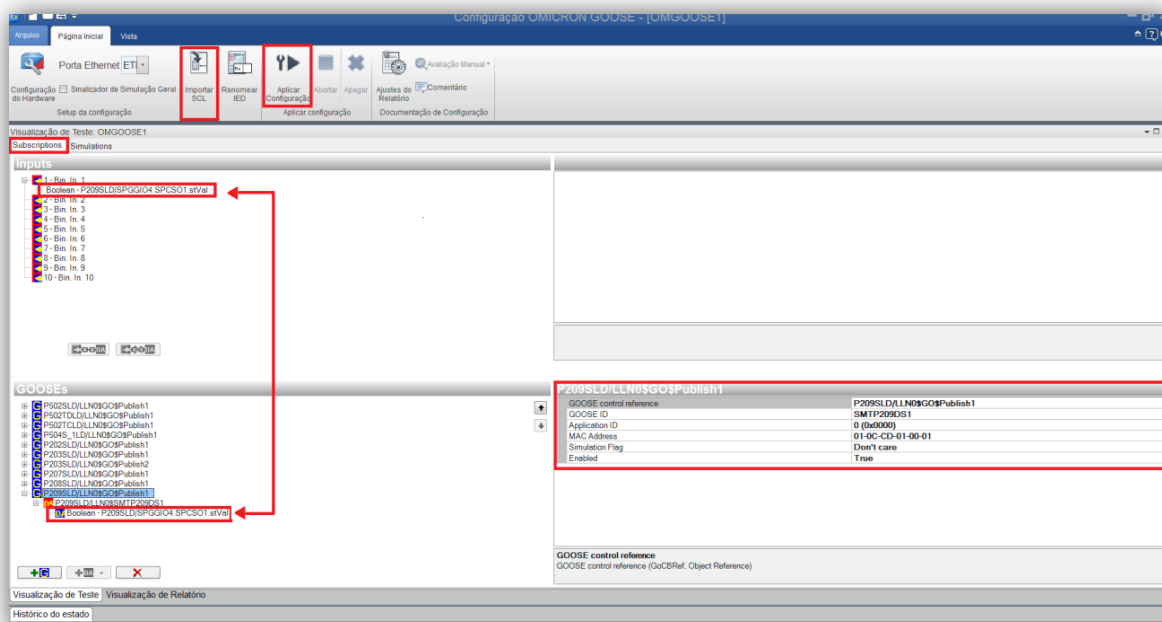 Configuração OMICRON GOOSE - [OMGOOSE1]
Arquivo Página Inicial Vista
Porta Ethernet ET
Configuração do Hardware
Sinalizador de Simulação Geral
Importar SCL
Renomear IED
Aplicar Configuração
Abortar
Apagar
Ajustes do Relatório
Avaliação Manual
Comentário
Setup da configuração
Aplicar configuração
Documentação de Configuração
Visualização de Teste: OMGOOSE1
Subscriptions Simulations
Inputs
1 - Bin. In. 1
Boolean - P209SLD/SPGGIO4.SPCSO1.stVal
2 - Bin. In. 2
3 - Bin. In. 3
4 - Bin. In. 4
5 - Bin. In. 5
6 - Bin. In. 6
7 - Bin. In. 7
8 - Bin. In. 8
9 - Bin. In. 9
10 - Bin. In. 10
GOOSEs
P502SLD/LLN0$GO$Publish1
P502TDLD/LLN0$GO$Publish1
P502TCLD/LLN0$GO$Publish1
P504S_1LD/LLN0$GO$Publish1
P202SLD/LLN0$GO$Publish1
P203SLD/LLN0$GO$Publish1
P203SLD/LLN0$GO$Publish2
P207SLD/LLN0$GO$Publish1
P208SLD/LLN0$GO$Publish1
P209SLD/LLN0$GO$Publish1
P209SLD/LLN0$SMTP209DS1
DA Boolean - P209SLD/SPGGIO4.SPCSO1.stVal
P209SLD/LLN0$GO$Publish1
GOOSE control reference P209SLD/LLN0$GO$Publish1
GOOSE ID SMTP209DS1
Application ID 0 (0x0000)
MAC Address 01-0C-CD-01-00-01
Simulation Flag Don't care
Enabled True
GOOSE control reference
GOOSE control reference (GoCBRef, Object Reference)
+G +DA X
Visualização de Teste Visualização de Relatório
Histórico do estado